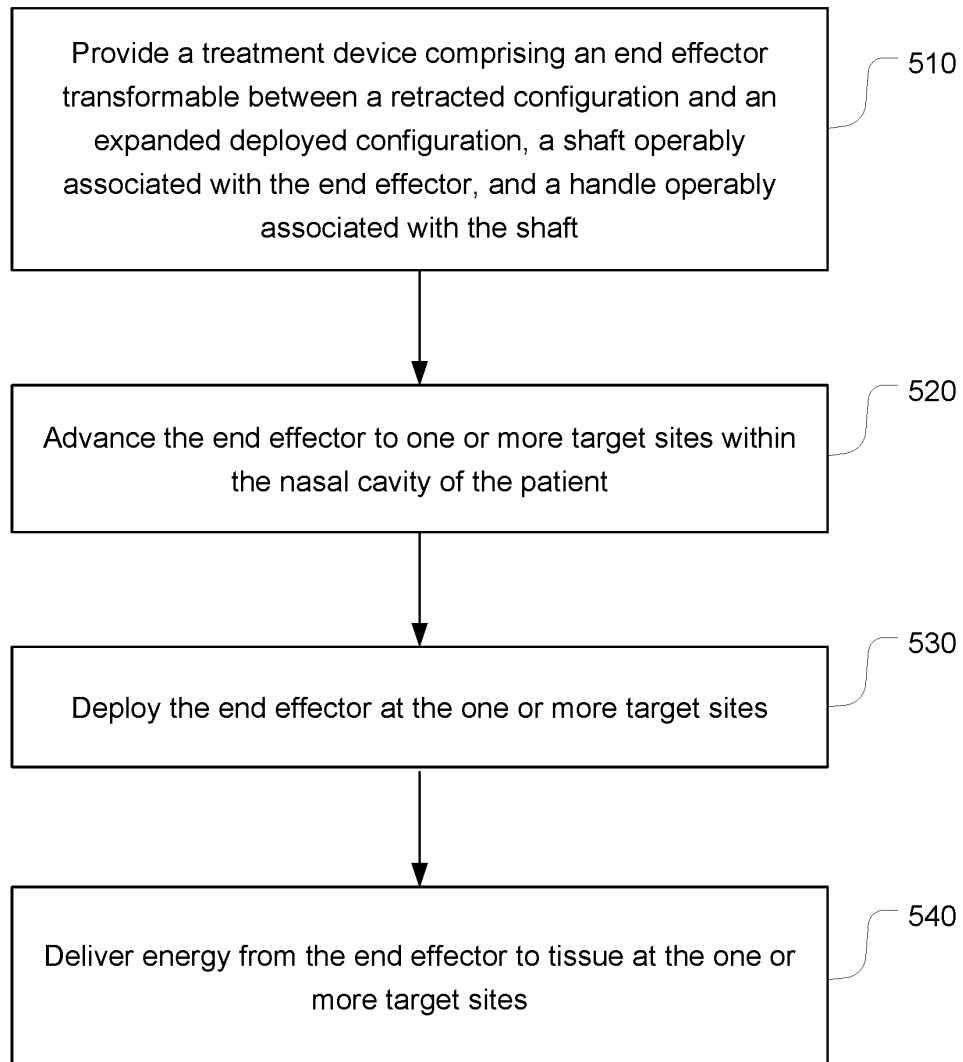 Provide a treatment device comprising an end effector
transformable between a retracted configuration and an
expanded deployed configuration, a shaft operably
associated with the end effector, and a handle operably
associated with the shaft
510
Advance the end effector to one or more target sites within
the nasal cavity of the patient
520
Deploy the end effector at the one or more target sites
530
Deliver energy from the end effector to tissue at the one or
more target sites
540